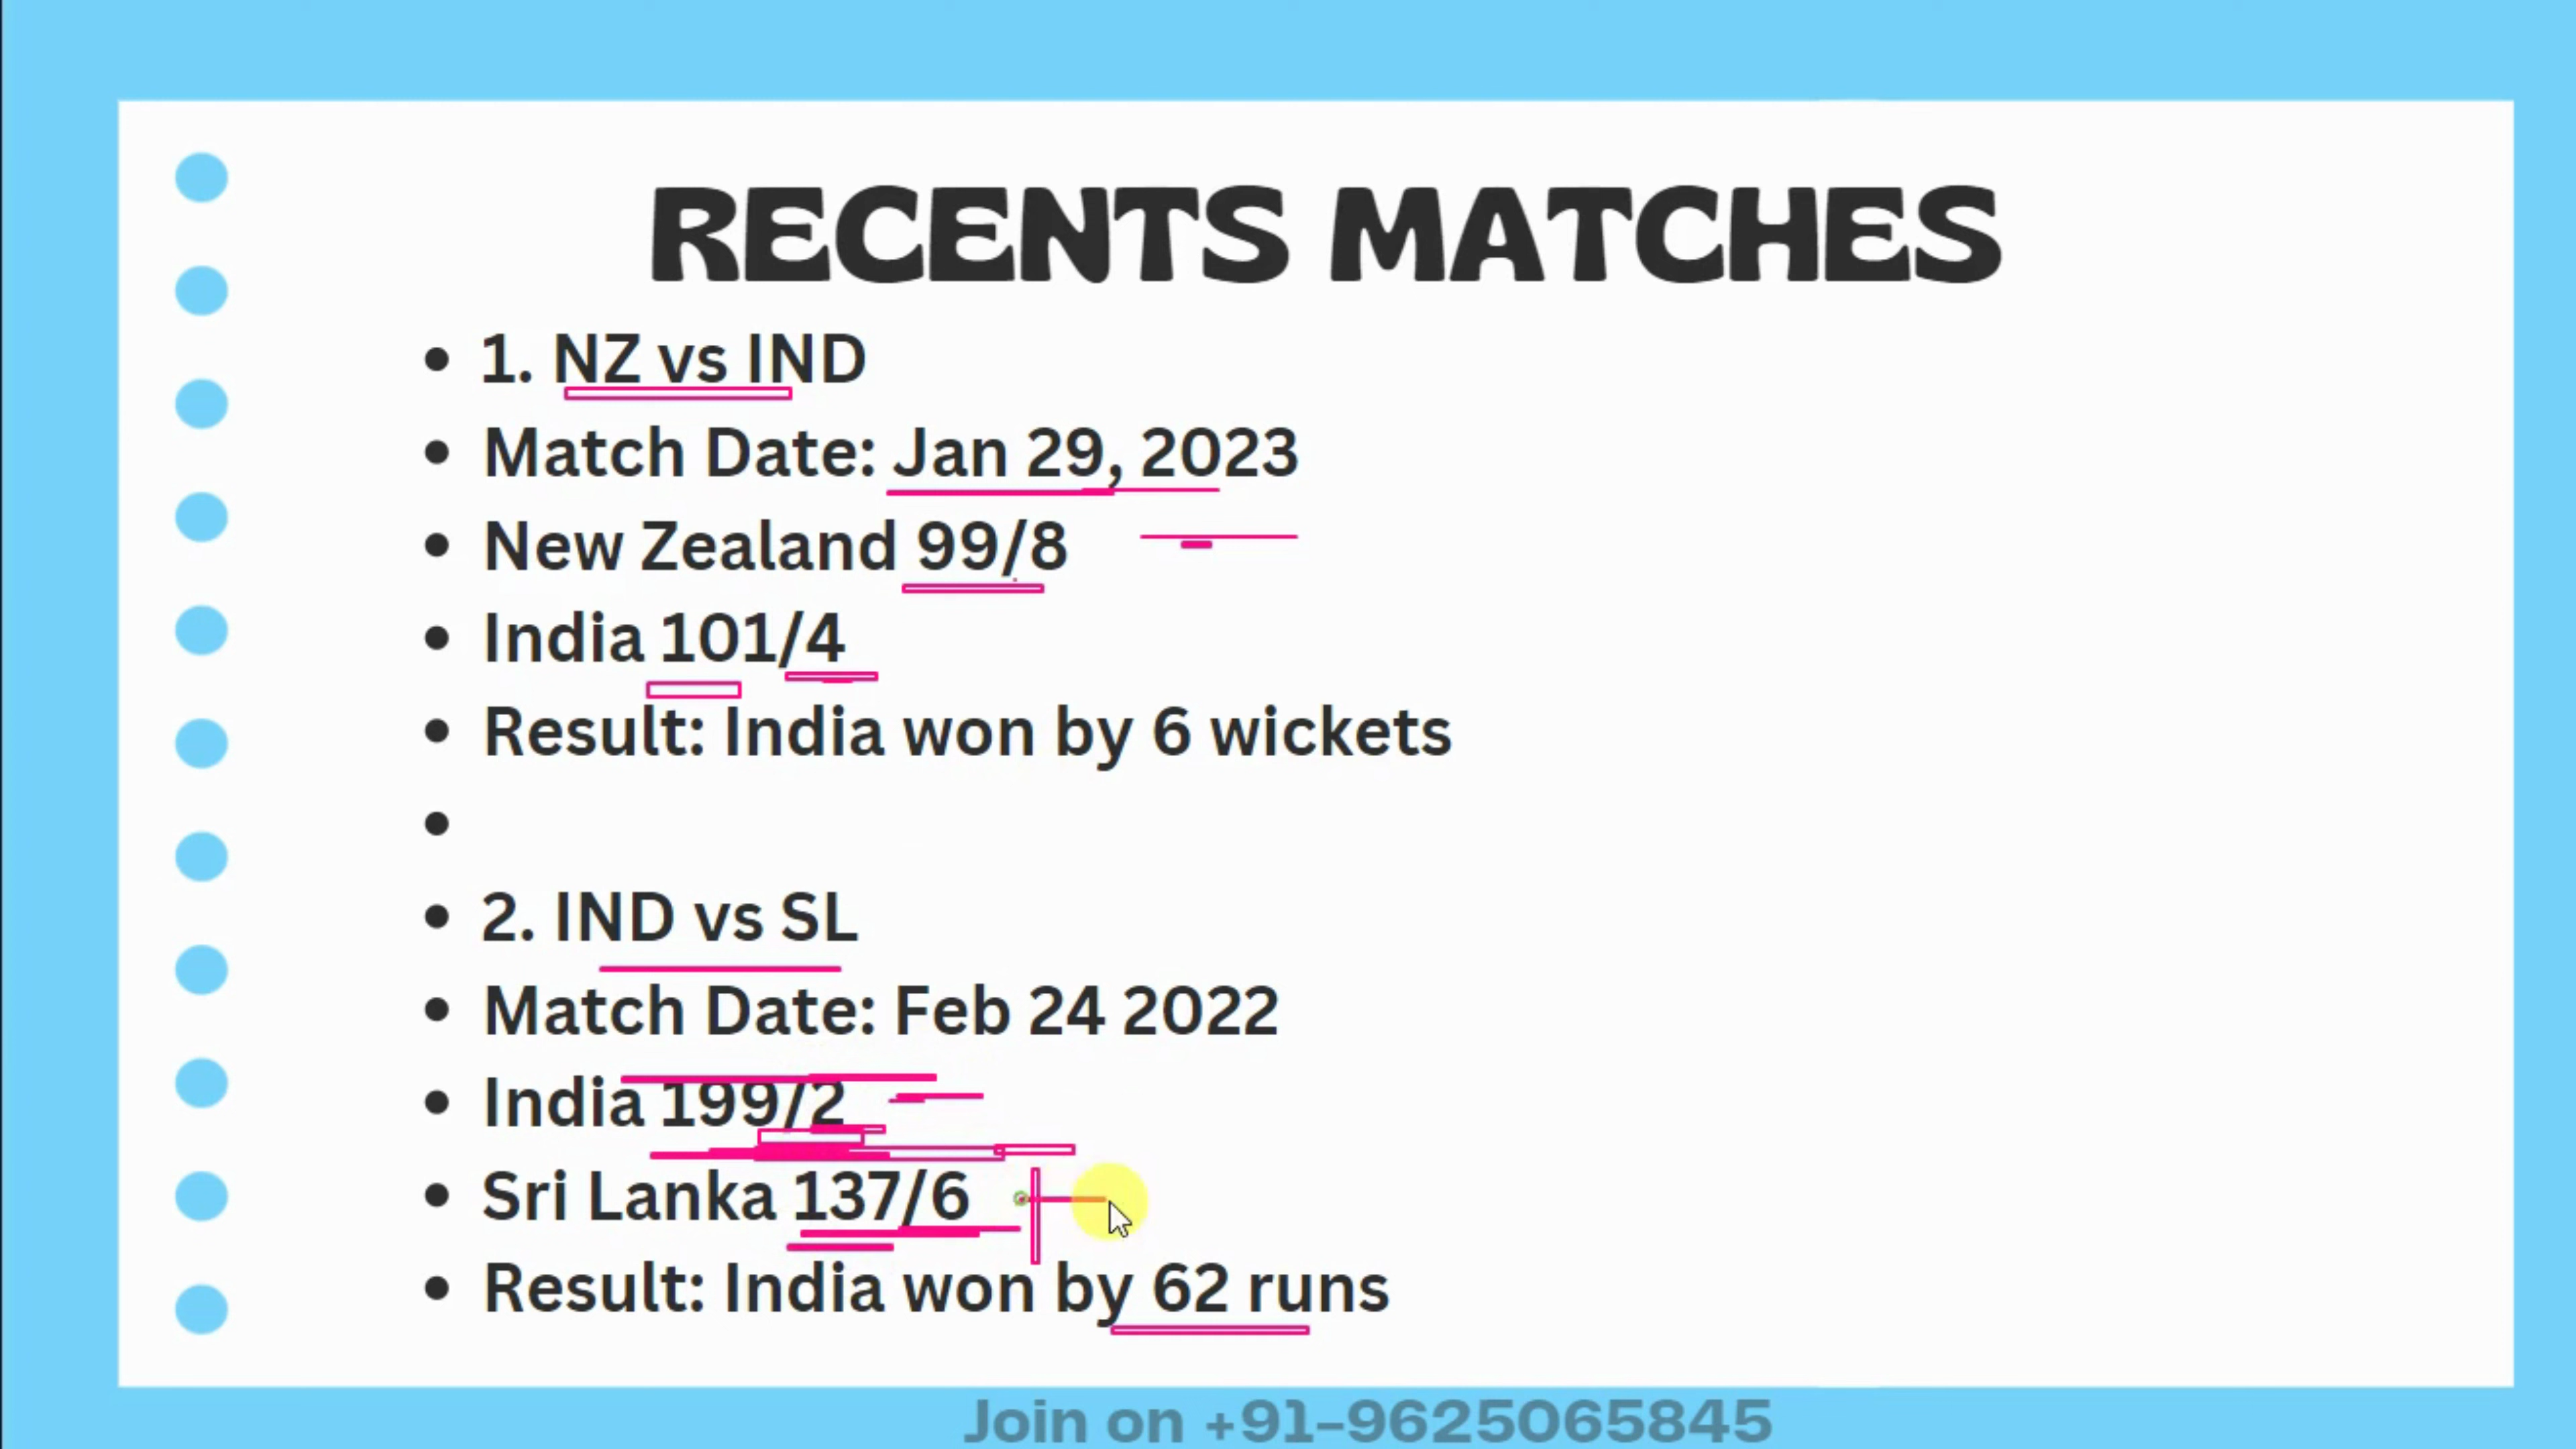 RECENTS MATCHES
• 1. NZ vs IND
• Match Date: Jan 29, 2023
• New Zealand 99/8
• India 101/4
• Result: India won by 6 wickets
•
• 2. IND vs SL
• Match Date: Feb 24 2022
• India 199/2
• Sri Lanka 137/6
• Result: India won by 62 runs
Join on +91-9625065845